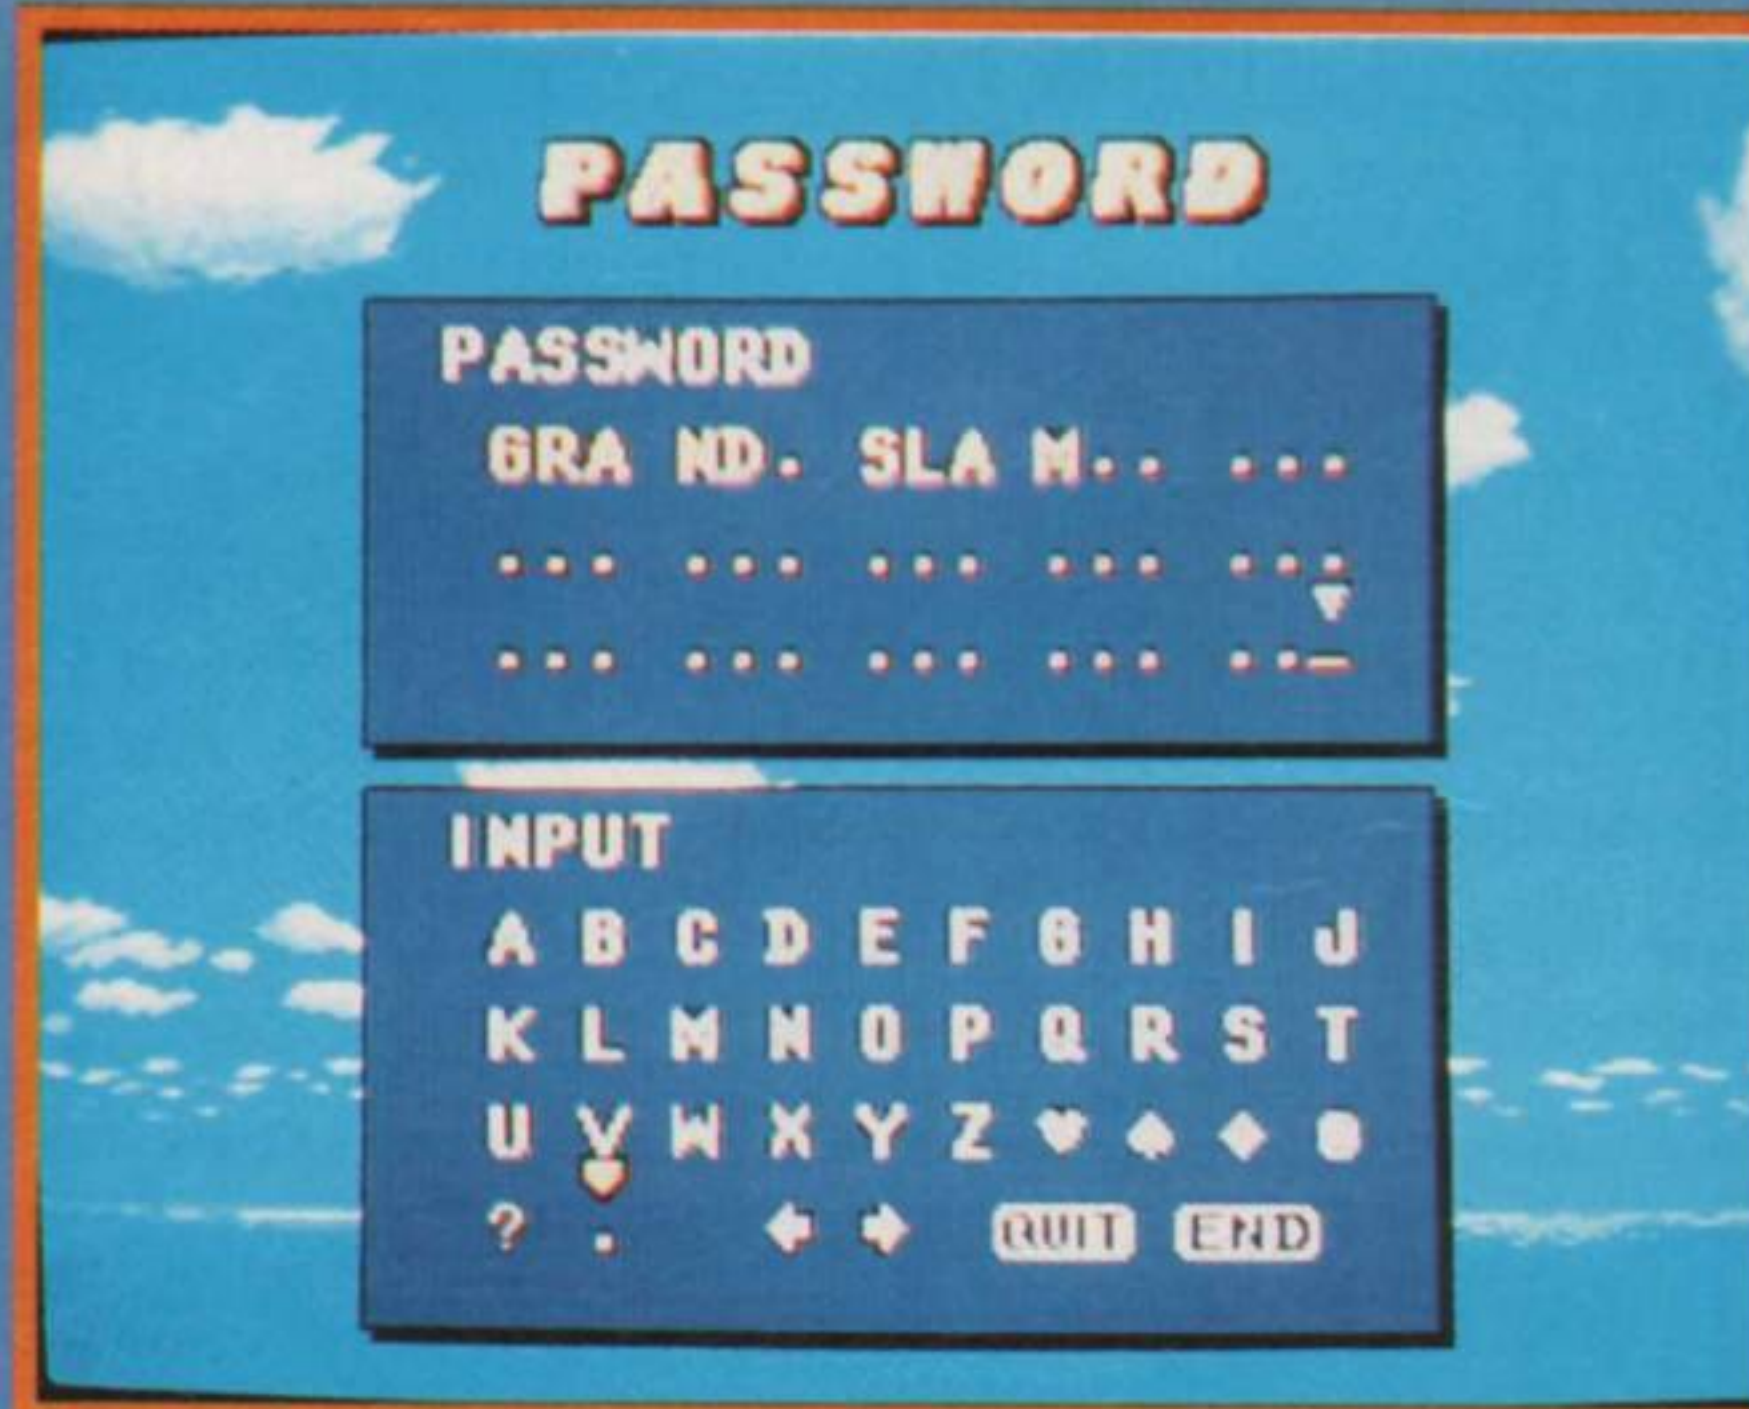 PASSWORD
PASSWORD
GRA ND. SLA M.. ...
... ... ... ... ...
... ... ... ... .._
INPUT
A B C D E F G H I J
K L M N O P Q R S T
U V W X Y Z ♥ ♠ ♦ ●
? . ← → QUIT END